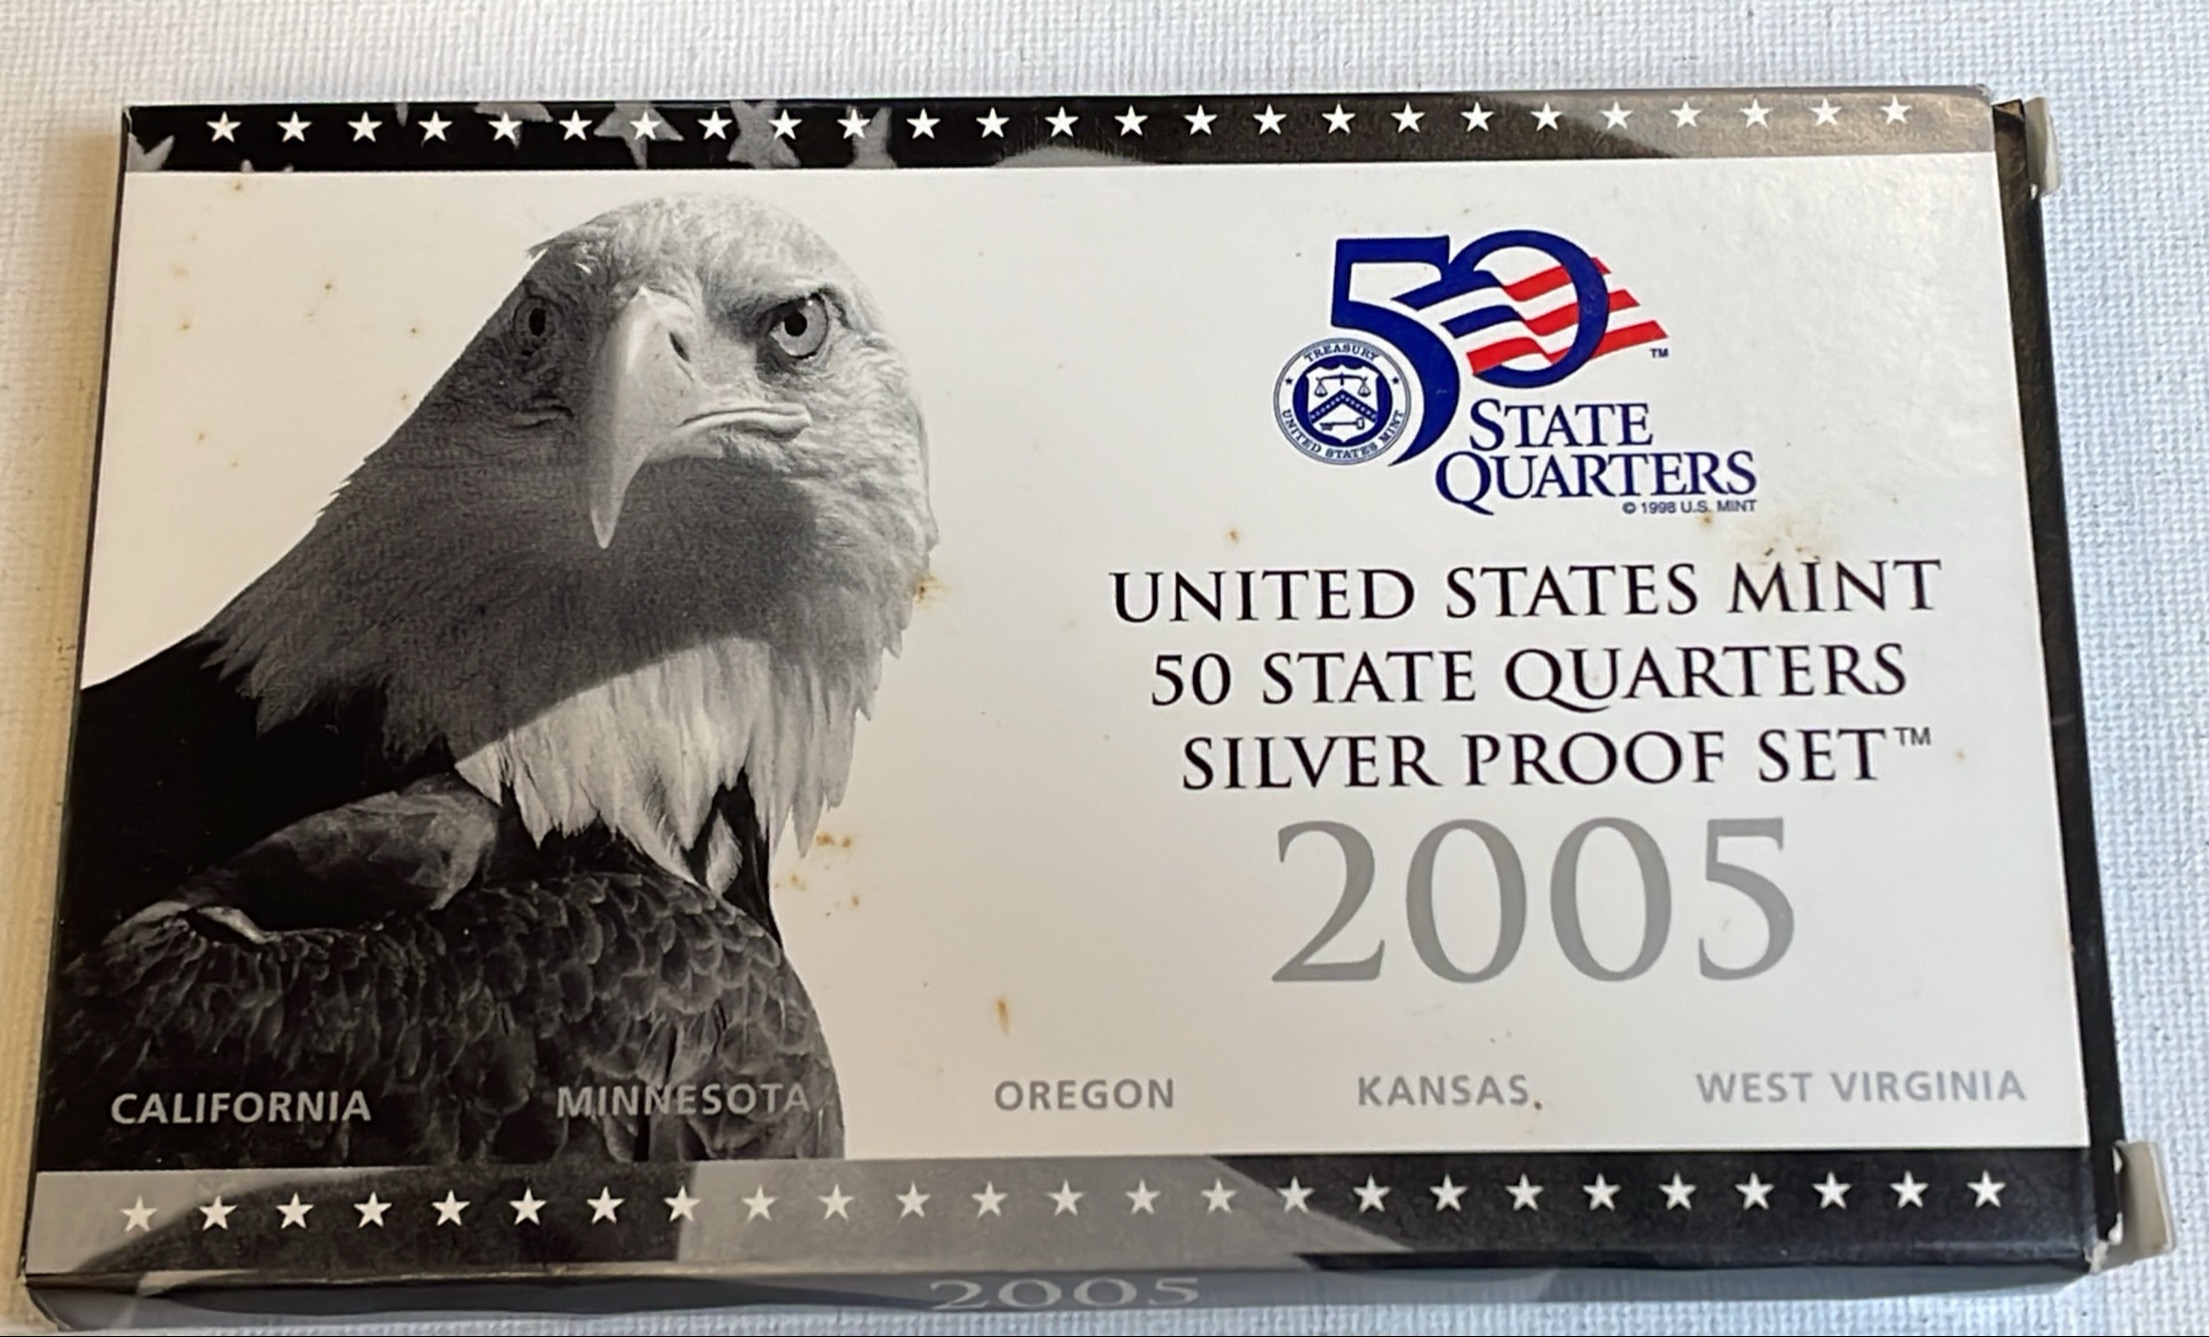 50
TREASURY
UNITED STATES MINT
™
STATE
QUARTERS
© 1998 U.S. MINT
UNITED STATES MINT
50 STATE QUARTERS
SILVER PROOF SET™
2005
CALIFORNIA MINNESOTA OREGON KANSAS WEST VIRGINIA
2005